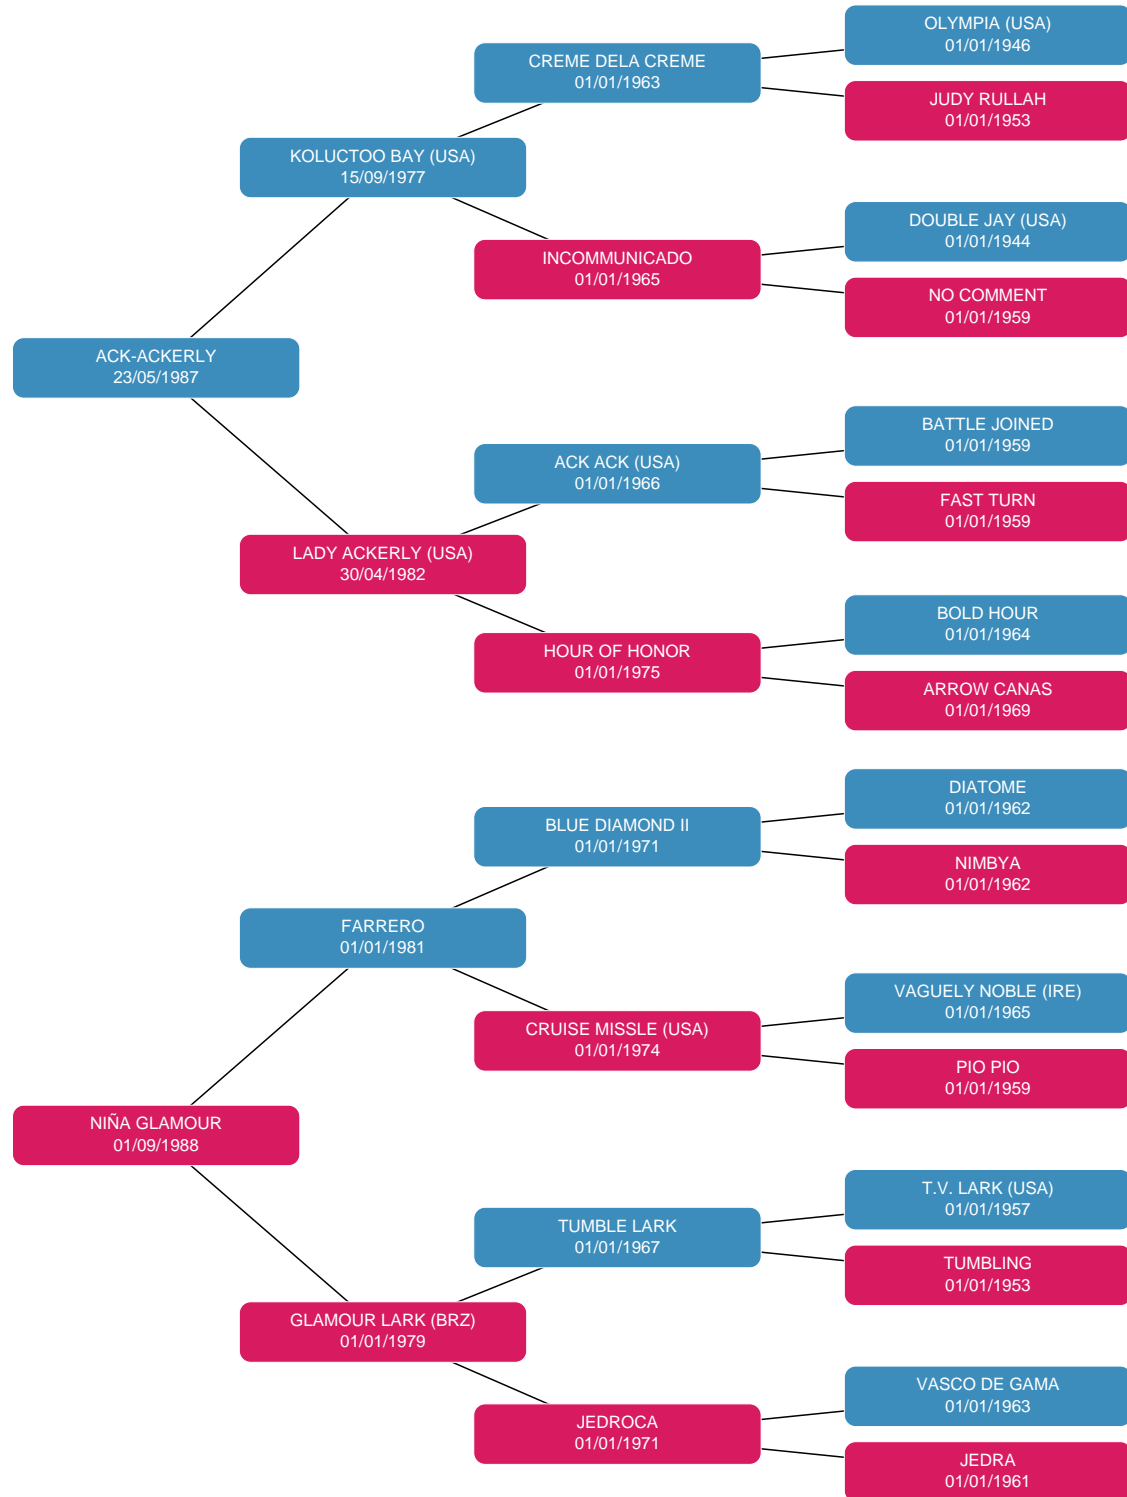 OLYMPIA (USA)
01/01/1946
CREME DELA CREME
01/01/1963
JUDY RULLAH
01/01/1953
KOLUCTOO BAY (USA)
15/09/1977
DOUBLE JAY (USA)
01/01/1944
INCOMMUNICADO
01/01/1965
NO COMMENT
01/01/1959
ACK-ACKERLY
23/05/1987
BATTLE JOINED
01/01/1959
ACK ACK (USA)
01/01/1966
FAST TURN
01/01/1959
LADY ACKERLY (USA)
30/04/1982
BOLD HOUR
01/01/1964
HOUR OF HONOR
01/01/1975
ARROW CANAS
01/01/1969
DIATOME
01/01/1962
BLUE DIAMOND II
01/01/1971
NIMBYA
01/01/1962
FARRERO
01/01/1981
VAGUELY NOBLE (IRE)
01/01/1965
CRUISE MISSLE (USA)
01/01/1974
PIO PIO
01/01/1959
NIÑA GLAMOUR
01/09/1988
T.V. LARK (USA)
01/01/1957
TUMBLE LARK
01/01/1967
TUMBLING
01/01/1953
GLAMOUR LARK (BRZ)
01/01/1979
VASCO DE GAMA
01/01/1963
JEDROCA
01/01/1971
JEDRA
01/01/1961